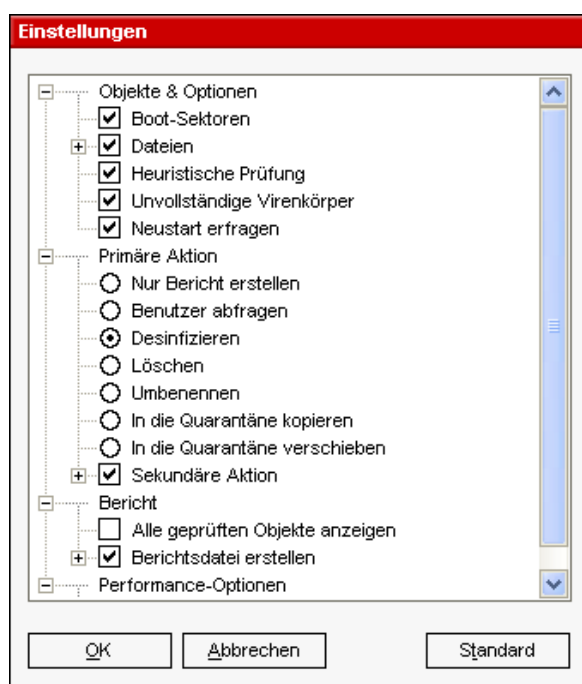 Einstellungen
Objekte & Optionen
Boot-Sektoren
Dateien
Heuristische Prüfung
Unvollständige Virenkörper
Neustart erfragen
Primäre Aktion
Nur Bericht erstellen
Benutzer abfragen
Desinfizieren
Löschen
Umbenennen
In die Quarantäne kopieren
In die Quarantäne verschieben
Sekundäre Aktion
Bericht
Alle geprüften Objekte anzeigen
Berichtsdatei erstellen
Performance-Optionen
OK Abbrechen Standard